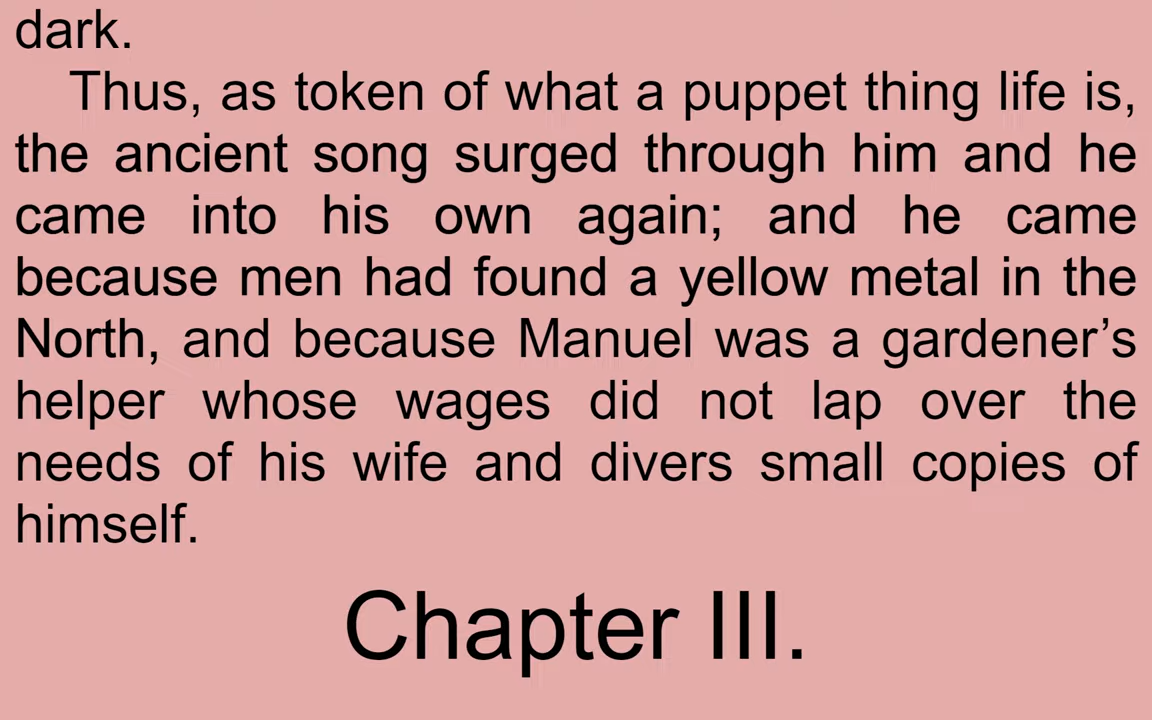 dark.
Thus, as token of what a puppet thing life is,
the ancient song surged through him and he
came into his own again; and he came
because men had found a yellow metal in the
North, and because Manuel was a gardener’s
helper whose wages did not lap over the
needs of his wife and divers small copies of
himself.
Chapter III.